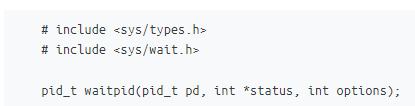 # include <sys/types.h>
# include <sys/wait.h>
pid_t waitpid(pid_t pd, int *status, int options);